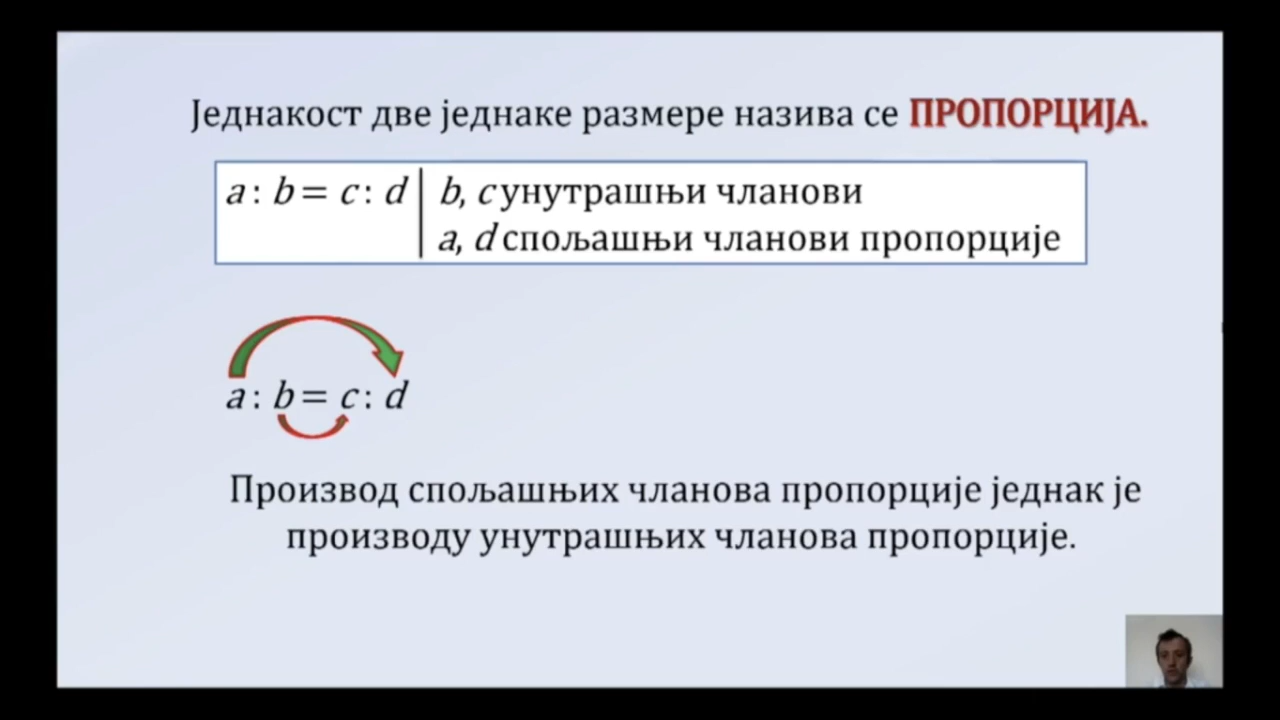 Једнакост две једнаке размере назива се ПРОПОРЦИЈА.
a : b = c : d | b, c унутрашњи чланови
a, d спољашњи чланови пропорције
a : b = c : d
Производ спољашњих чланова пропорције једнак је
производу унутрашњих чланова пропорције.